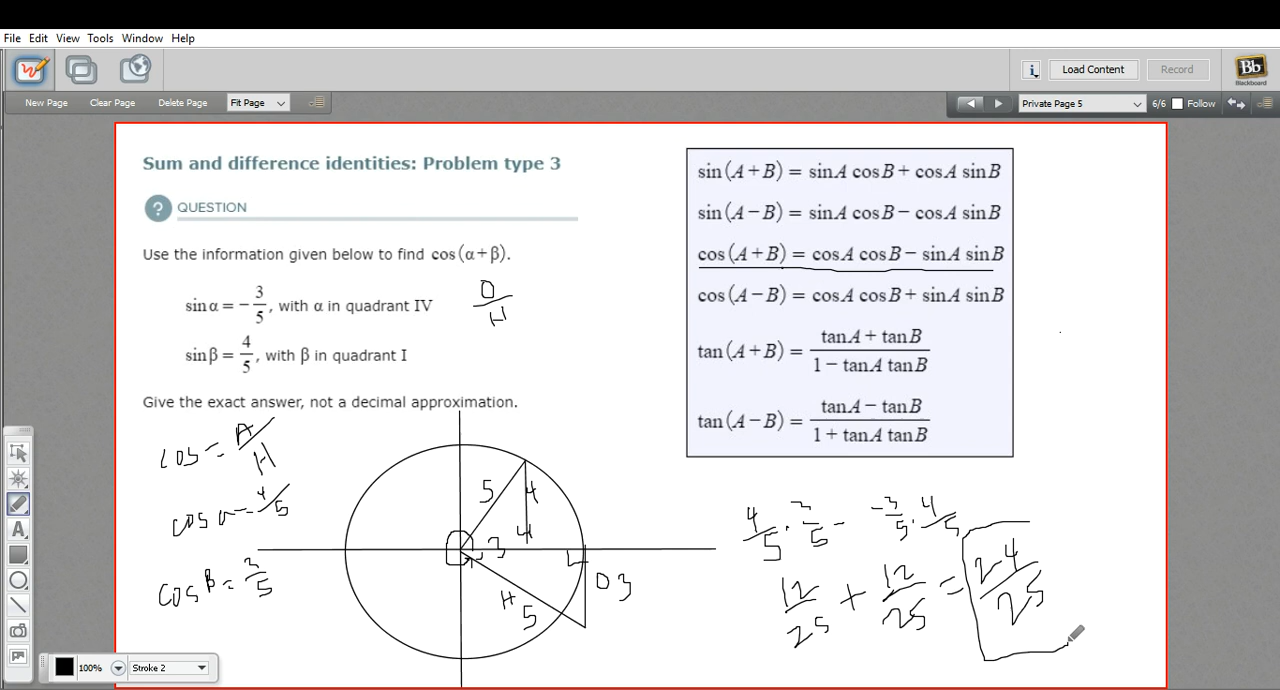 File Edit View Tools Window Help
i Load Content Record Bb
Blackboard
New Page Clear Page Delete Page Fit Page Private Page 5 6/6 Follow
Sum and difference identities: Problem type 3
? QUESTION
Use the information given below to find cos(α+β).
sin α = −3/5, with α in quadrant IV
sin β = 4/5, with β in quadrant I
Give the exact answer, not a decimal approximation.
O/H
sin(A+B) = sinA cosB + cosA sinB
sin(A−B) = sinA cosB − cosA sinB
cos(A+B) = cosA cosB − sinA sinB
cos(A−B) = cosA cosB + sinA sinB
tan(A+B) = (tanA + tanB)/(1 − tanA tanB)
tan(A−B) = (tanA − tanB)/(1 + tanA tanB)
cos = A/H
cos α = 4/5
cos β = 3/5
5 4
4
3
O 3
H 5
4/5 · 3/5 − −3/5 · 4/5
12/25 + 12/25 = 24/25
A
100% Stroke 2